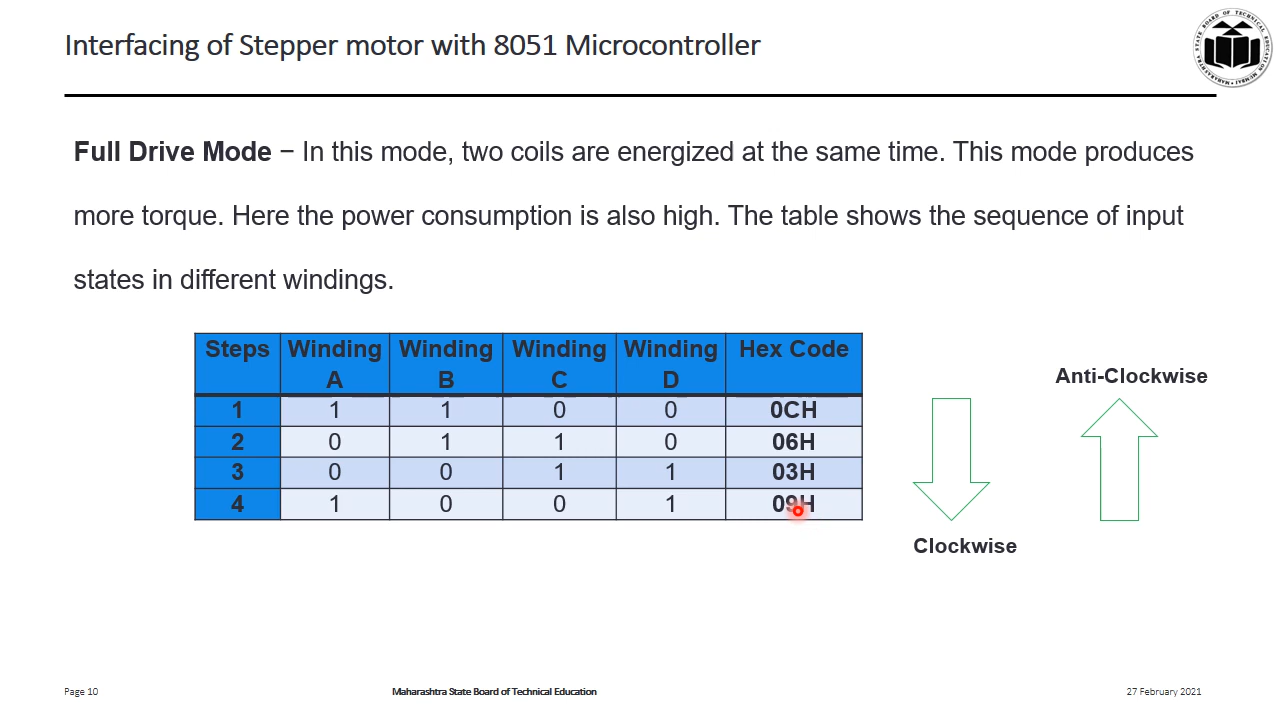 Interfacing of Stepper motor with 8051 Microcontroller
Full Drive Mode − In this mode, two coils are energized at the same time. This mode produces
more torque. Here the power consumption is also high. The table shows the sequence of input
states in different windings.
Steps Winding A Winding B Winding C Winding D Hex Code
1 1 1 0 0 0CH
2 0 1 1 0 06H
3 0 0 1 1 03H
4 1 0 0 1 09H
Anti-Clockwise
Clockwise
Page 10 Maharashtra State Board of Technical Education 27 February 2021